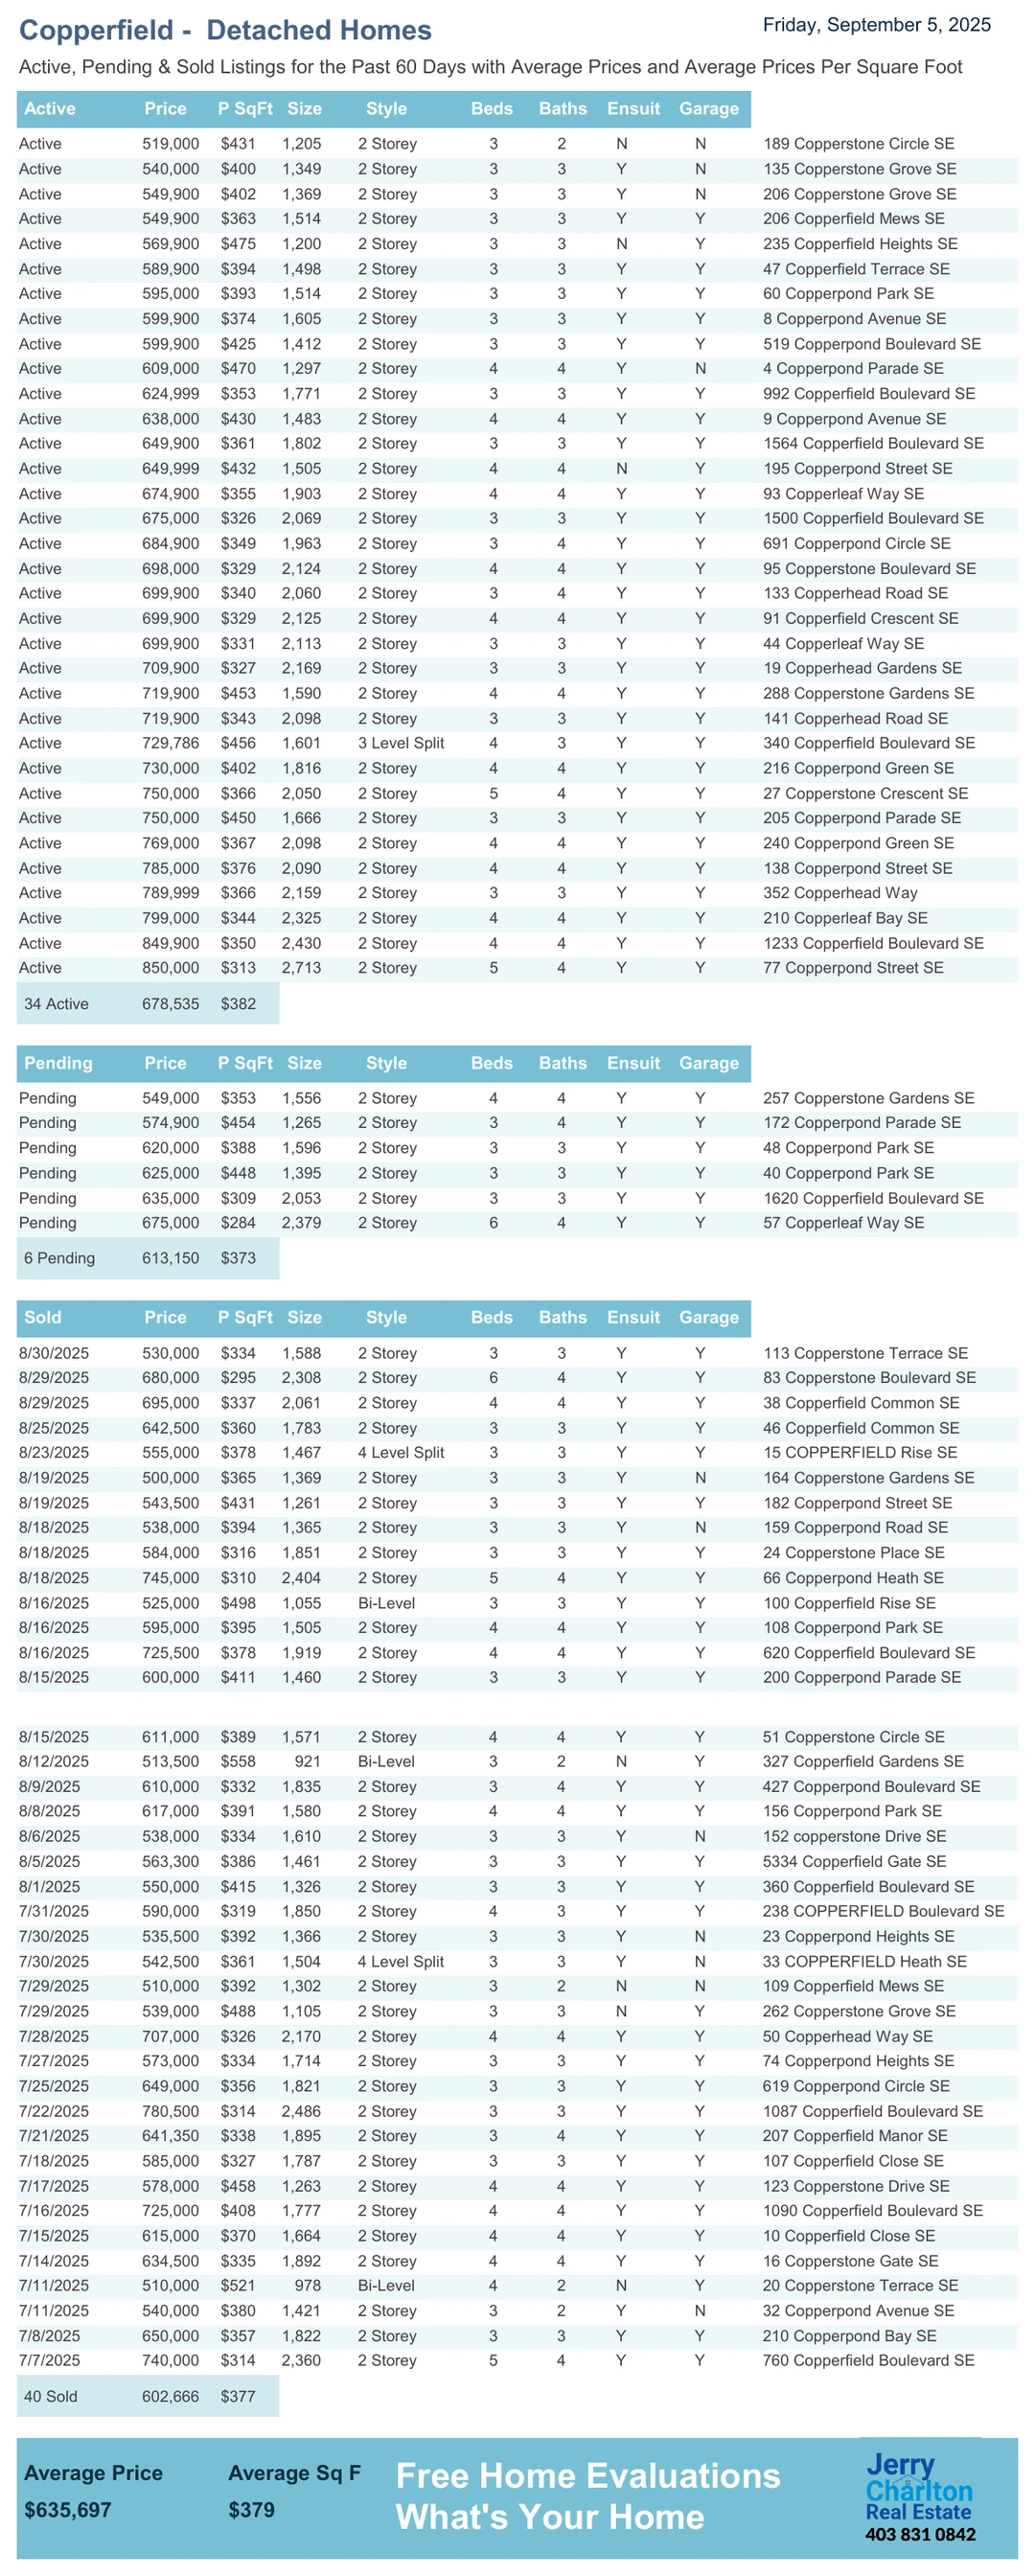 Copperfield - Detached Homes
Friday, September 5, 2025
Active, Pending & Sold Listings for the Past 60 Days with Average Prices and Average Prices Per Square Foot
Active Price P SqFt Size Style Beds Baths Ensuit Garage
Active 519,000 $431 1,205 2 Storey 3 2 N N 189 Copperstone Circle SE
Active 540,000 $400 1,349 2 Storey 3 3 Y N 135 Copperstone Grove SE
Active 549,900 $402 1,369 2 Storey 3 3 Y N 206 Copperstone Grove SE
Active 549,900 $363 1,514 2 Storey 3 3 Y Y 206 Copperfield Mews SE
Active 569,900 $475 1,200 2 Storey 3 3 N Y 235 Copperfield Heights SE
Active 589,900 $394 1,498 2 Storey 3 3 Y Y 47 Copperfield Terrace SE
Active 595,000 $393 1,514 2 Storey 3 3 Y Y 60 Copperpond Park SE
Active 599,900 $374 1,605 2 Storey 3 3 Y Y 8 Copperpond Avenue SE
Active 599,900 $425 1,412 2 Storey 3 3 Y Y 519 Copperpond Boulevard SE
Active 609,000 $470 1,297 2 Storey 4 4 Y N 4 Copperpond Parade SE
Active 624,999 $353 1,771 2 Storey 3 3 Y Y 992 Copperfield Boulevard SE
Active 638,000 $430 1,483 2 Storey 4 4 Y Y 9 Copperpond Avenue SE
Active 649,900 $361 1,802 2 Storey 3 3 Y Y 1564 Copperfield Boulevard SE
Active 649,999 $432 1,505 2 Storey 4 4 N Y 195 Copperpond Street SE
Active 674,900 $355 1,903 2 Storey 4 4 Y Y 93 Copperleaf Way SE
Active 675,000 $326 2,069 2 Storey 3 3 Y Y 1500 Copperfield Boulevard SE
Active 684,900 $349 1,963 2 Storey 3 4 Y Y 691 Copperpond Circle SE
Active 698,000 $329 2,124 2 Storey 4 4 Y Y 95 Copperstone Boulevard SE
Active 699,900 $340 2,060 2 Storey 3 4 Y Y 133 Copperhead Road SE
Active 699,900 $329 2,125 2 Storey 4 4 Y Y 91 Copperfield Crescent SE
Active 699,900 $331 2,113 2 Storey 3 3 Y Y 44 Copperleaf Way SE
Active 709,900 $327 2,169 2 Storey 3 3 Y Y 19 Copperhead Gardens SE
Active 719,900 $453 1,590 2 Storey 4 4 Y Y 288 Copperstone Gardens SE
Active 719,900 $343 2,098 2 Storey 3 3 Y Y 141 Copperhead Road SE
Active 729,786 $456 1,601 3 Level Split 4 3 Y Y 340 Copperfield Boulevard SE
Active 730,000 $402 1,816 2 Storey 4 4 Y Y 216 Copperpond Green SE
Active 750,000 $366 2,050 2 Storey 5 4 Y Y 27 Copperstone Crescent SE
Active 750,000 $450 1,666 2 Storey 3 3 Y Y 205 Copperpond Parade SE
Active 769,000 $367 2,098 2 Storey 4 4 Y Y 240 Copperpond Green SE
Active 785,000 $376 2,090 2 Storey 4 4 Y Y 138 Copperpond Street SE
Active 789,999 $366 2,159 2 Storey 3 3 Y Y 352 Copperhead Way
Active 799,000 $344 2,325 2 Storey 4 4 Y Y 210 Copperleaf Bay SE
Active 849,900 $350 2,430 2 Storey 4 4 Y Y 1233 Copperfield Boulevard SE
Active 850,000 $313 2,713 2 Storey 5 4 Y Y 77 Copperpond Street SE
34 Active 678,535 $382
Pending Price P SqFt Size Style Beds Baths Ensuit Garage
Pending 549,000 $353 1,556 2 Storey 4 4 Y Y 257 Copperstone Gardens SE
Pending 574,900 $454 1,265 2 Storey 3 4 Y Y 172 Copperpond Parade SE
Pending 620,000 $388 1,596 2 Storey 3 3 Y Y 48 Copperpond Park SE
Pending 625,000 $448 1,395 2 Storey 3 3 Y Y 40 Copperpond Park SE
Pending 635,000 $309 2,053 2 Storey 3 3 Y Y 1620 Copperfield Boulevard SE
Pending 675,000 $284 2,379 2 Storey 6 4 Y Y 57 Copperleaf Way SE
6 Pending 613,150 $373
Sold Price P SqFt Size Style Beds Baths Ensuit Garage
8/30/2025 530,000 $334 1,588 2 Storey 3 3 Y Y 113 Copperstone Terrace SE
8/29/2025 680,000 $295 2,308 2 Storey 6 4 Y Y 83 Copperstone Boulevard SE
8/29/2025 695,000 $337 2,061 2 Storey 4 4 Y Y 38 Copperfield Common SE
8/25/2025 642,500 $360 1,783 2 Storey 3 3 Y Y 46 Copperfield Common SE
8/23/2025 555,000 $378 1,467 4 Level Split 3 3 Y Y 15 COPPERFIELD Rise SE
8/19/2025 500,000 $365 1,369 2 Storey 3 3 Y N 164 Copperstone Gardens SE
8/19/2025 543,500 $431 1,261 2 Storey 3 3 Y Y 182 Copperpond Street SE
8/18/2025 538,000 $394 1,365 2 Storey 3 3 Y N 159 Copperpond Road SE
8/18/2025 584,000 $316 1,851 2 Storey 3 3 Y Y 24 Copperstone Place SE
8/18/2025 745,000 $310 2,404 2 Storey 5 4 Y Y 66 Copperpond Heath SE
8/16/2025 525,000 $498 1,055 Bi-Level 3 3 Y Y 100 Copperfield Rise SE
8/16/2025 595,000 $395 1,505 2 Storey 4 4 Y Y 108 Copperpond Park SE
8/16/2025 725,500 $378 1,919 2 Storey 4 4 Y Y 620 Copperfield Boulevard SE
8/15/2025 600,000 $411 1,460 2 Storey 3 3 Y Y 200 Copperpond Parade SE
8/15/2025 611,000 $389 1,571 2 Storey 4 4 Y Y 51 Copperstone Circle SE
8/12/2025 513,500 $558 921 Bi-Level 3 2 N Y 327 Copperfield Gardens SE
8/9/2025 610,000 $332 1,835 2 Storey 3 4 Y Y 427 Copperpond Boulevard SE
8/8/2025 617,000 $391 1,580 2 Storey 4 4 Y Y 156 Copperpond Park SE
8/6/2025 538,000 $334 1,610 2 Storey 3 3 Y N 152 copperstone Drive SE
8/5/2025 563,300 $386 1,461 2 Storey 3 3 Y Y 5334 Copperfield Gate SE
8/1/2025 550,000 $415 1,326 2 Storey 3 3 Y Y 360 Copperfield Boulevard SE
7/31/2025 590,000 $319 1,850 2 Storey 4 3 Y Y 238 COPPERFIELD Boulevard SE
7/30/2025 535,500 $392 1,366 2 Storey 3 3 Y N 23 Copperpond Heights SE
7/30/2025 542,500 $361 1,504 4 Level Split 3 3 Y N 33 COPPERFIELD Heath SE
7/29/2025 510,000 $392 1,302 2 Storey 3 2 N N 109 Copperfield Mews SE
7/29/2025 539,000 $488 1,105 2 Storey 3 3 N Y 262 Copperstone Grove SE
7/28/2025 707,000 $326 2,170 2 Storey 4 4 Y Y 50 Copperhead Way SE
7/27/2025 573,000 $334 1,714 2 Storey 3 3 Y Y 74 Copperpond Heights SE
7/25/2025 649,000 $356 1,821 2 Storey 3 3 Y Y 619 Copperpond Circle SE
7/22/2025 780,500 $314 2,486 2 Storey 3 3 Y Y 1087 Copperfield Boulevard SE
7/21/2025 641,350 $338 1,895 2 Storey 3 4 Y Y 207 Copperfield Manor SE
7/18/2025 585,000 $327 1,787 2 Storey 3 3 Y Y 107 Copperfield Close SE
7/17/2025 578,000 $458 1,263 2 Storey 4 4 Y Y 123 Copperstone Drive SE
7/16/2025 725,000 $408 1,777 2 Storey 4 4 Y Y 1090 Copperfield Boulevard SE
7/15/2025 615,000 $370 1,664 2 Storey 4 4 Y Y 10 Copperfield Close SE
7/14/2025 634,500 $335 1,892 2 Storey 4 4 Y Y 16 Copperstone Gate SE
7/11/2025 510,000 $521 978 Bi-Level 4 2 N Y 20 Copperstone Terrace SE
7/11/2025 540,000 $380 1,421 2 Storey 3 2 Y N 32 Copperpond Avenue SE
7/8/2025 650,000 $357 1,822 2 Storey 3 3 Y Y 210 Copperpond Bay SE
7/7/2025 740,000 $314 2,360 2 Storey 5 4 Y Y 760 Copperfield Boulevard SE
40 Sold 602,666 $377
Average Price Average Sq F
$635,697 $379
Free Home Evaluations
What's Your Home
Jerry
Charlton
Real Estate
403 831 0842